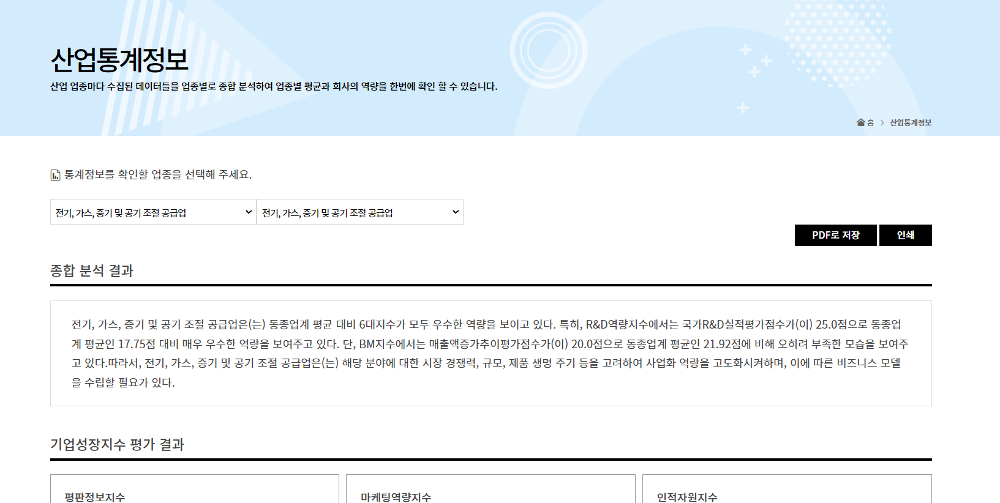 산업통계정보
산업 업종마다 수집된 데이터들을 업종별로 종합 분석하여 업종별 평균과 회사의 역량을 한번에 확인 할 수 있습니다.
홈 > 산업통계정보
통계정보를 확인할 업종을 선택해 주세요.
전기, 가스, 증기 및 공기 조절 공급업 전기, 가스, 증기 및 공기 조절 공급업
PDF로 저장 인쇄
종합 분석 결과
전기, 가스, 증기 및 공기 조절 공급업은(는) 동종업계 평균 대비 6대지수가 모두 우수한 역량을 보이고 있다. 특히, R&D역량지수에서는 국가R&D실적평가점수가(이) 25.0점으로 동종업
계 평균인 17.75점 대비 매우 우수한 역량을 보여주고 있다. 단, BM지수에서는 매출액증가추이평가점수가(이) 20.0점으로 동종업계 평균인 21.92점에 비해 오히려 부족한 모습을 보여주
고 있다.따라서, 전기, 가스, 증기 및 공기 조절 공급업은(는) 해당 분야에 대한 시장 경쟁력, 규모, 제품 생명 주기 등을 고려하여 사업화 역량을 고도화시켜하며, 이에 따른 비즈니스 모델
을 수립할 필요가 있다.
기업성장지수 평가 결과
평판정보지수 마케팅역량지수 인적자원지수